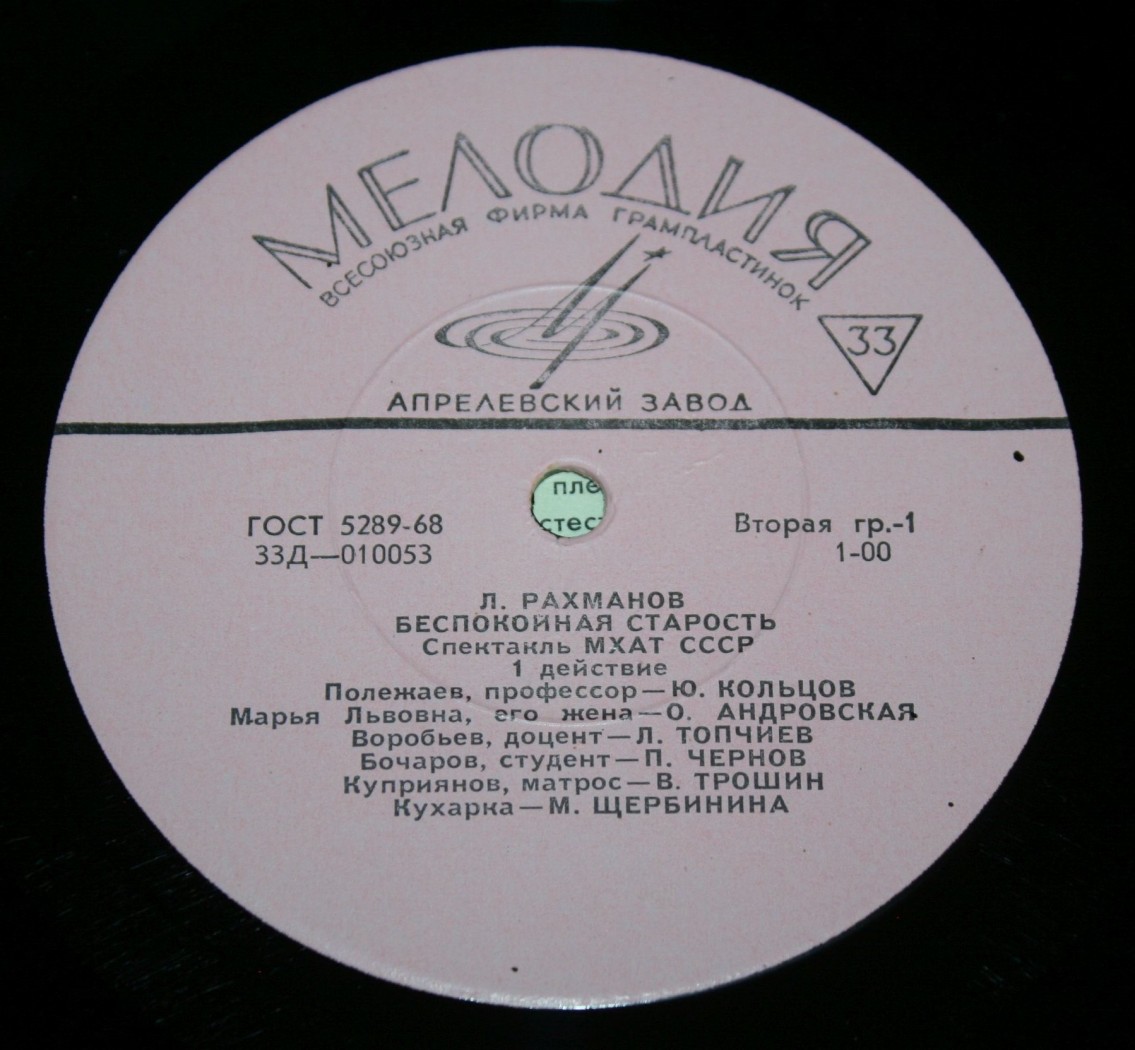 МЕЛОДИЯ
ВСЕСОЮЗНАЯ ФИРМА ГРАМПЛАСТИНОК
33
АПРЕЛЕВСКИЙ ЗАВОД
ГОСТ 5289-68
33Д—010053
Вторая гр.-1
1-00
Л. РАХМАНОВ
БЕСПОКОЙНАЯ СТАРОСТЬ
Спектакль МХАТ СССР
1 действие
Полежаев, профессор—Ю. КОЛЬЦОВ
Марья Львовна, его жена—О. АНДРОВСКАЯ
Воробьев, доцент—Л. ТОПЧИЕВ
Бочаров, студент—П. ЧЕРНОВ
Куприянов, матрос—В. ТРОШИН
Кухарка—М. ЩЕРБИНИНА